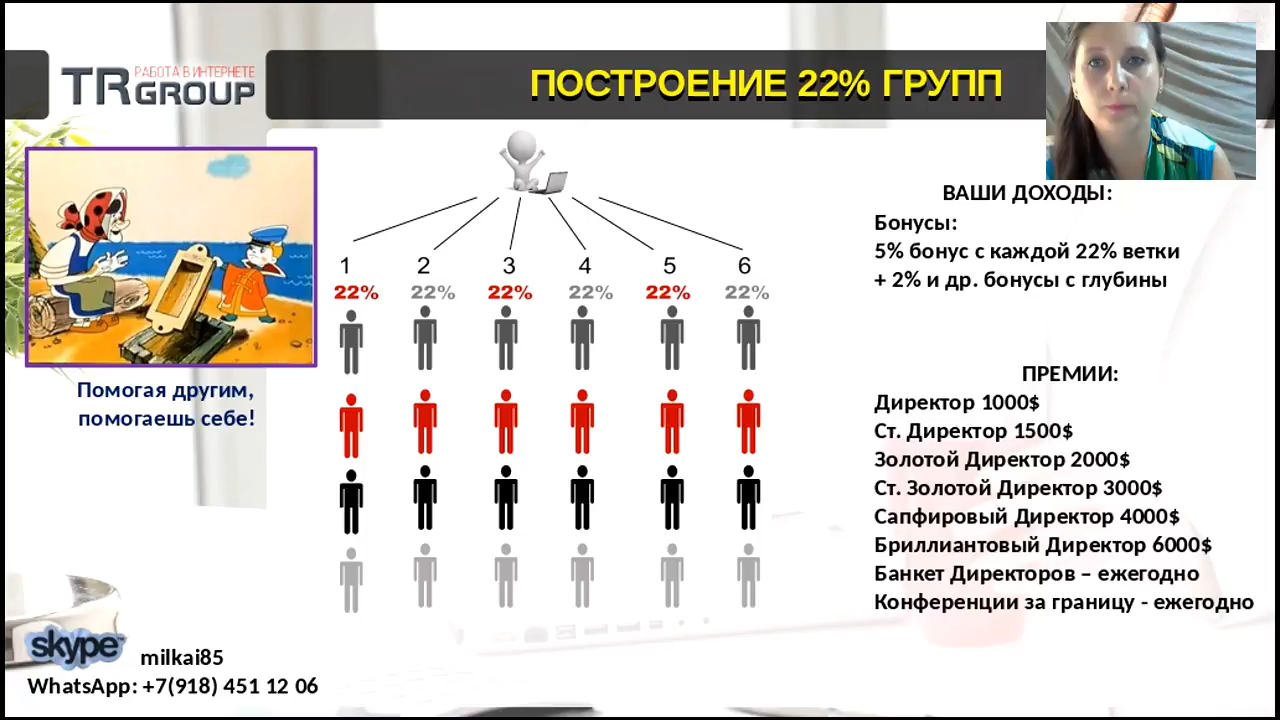 РАБОТА В ИНТЕРНЕТЕ
TRGROUP
ПОСТРОЕНИЕ 22% ГРУПП
1 2 3 4 5 6
22% 22% 22% 22% 22% 22%
Помогая другим,
помогаешь себе!
ВАШИ ДОХОДЫ:
Бонусы:
5% бонус с каждой 22% ветки
+ 2% и др. бонусы с глубины
ПРЕМИИ:
Директор 1000$
Ст. Директор 1500$
Золотой Директор 2000$
Ст. Золотой Директор 3000$
Сапфировый Директор 4000$
Бриллиантовый Директор 6000$
Банкет Директоров – ежегодно
Конференции за границу - ежегодно
skype™ milkai85
WhatsApp: +7(918) 451 12 06